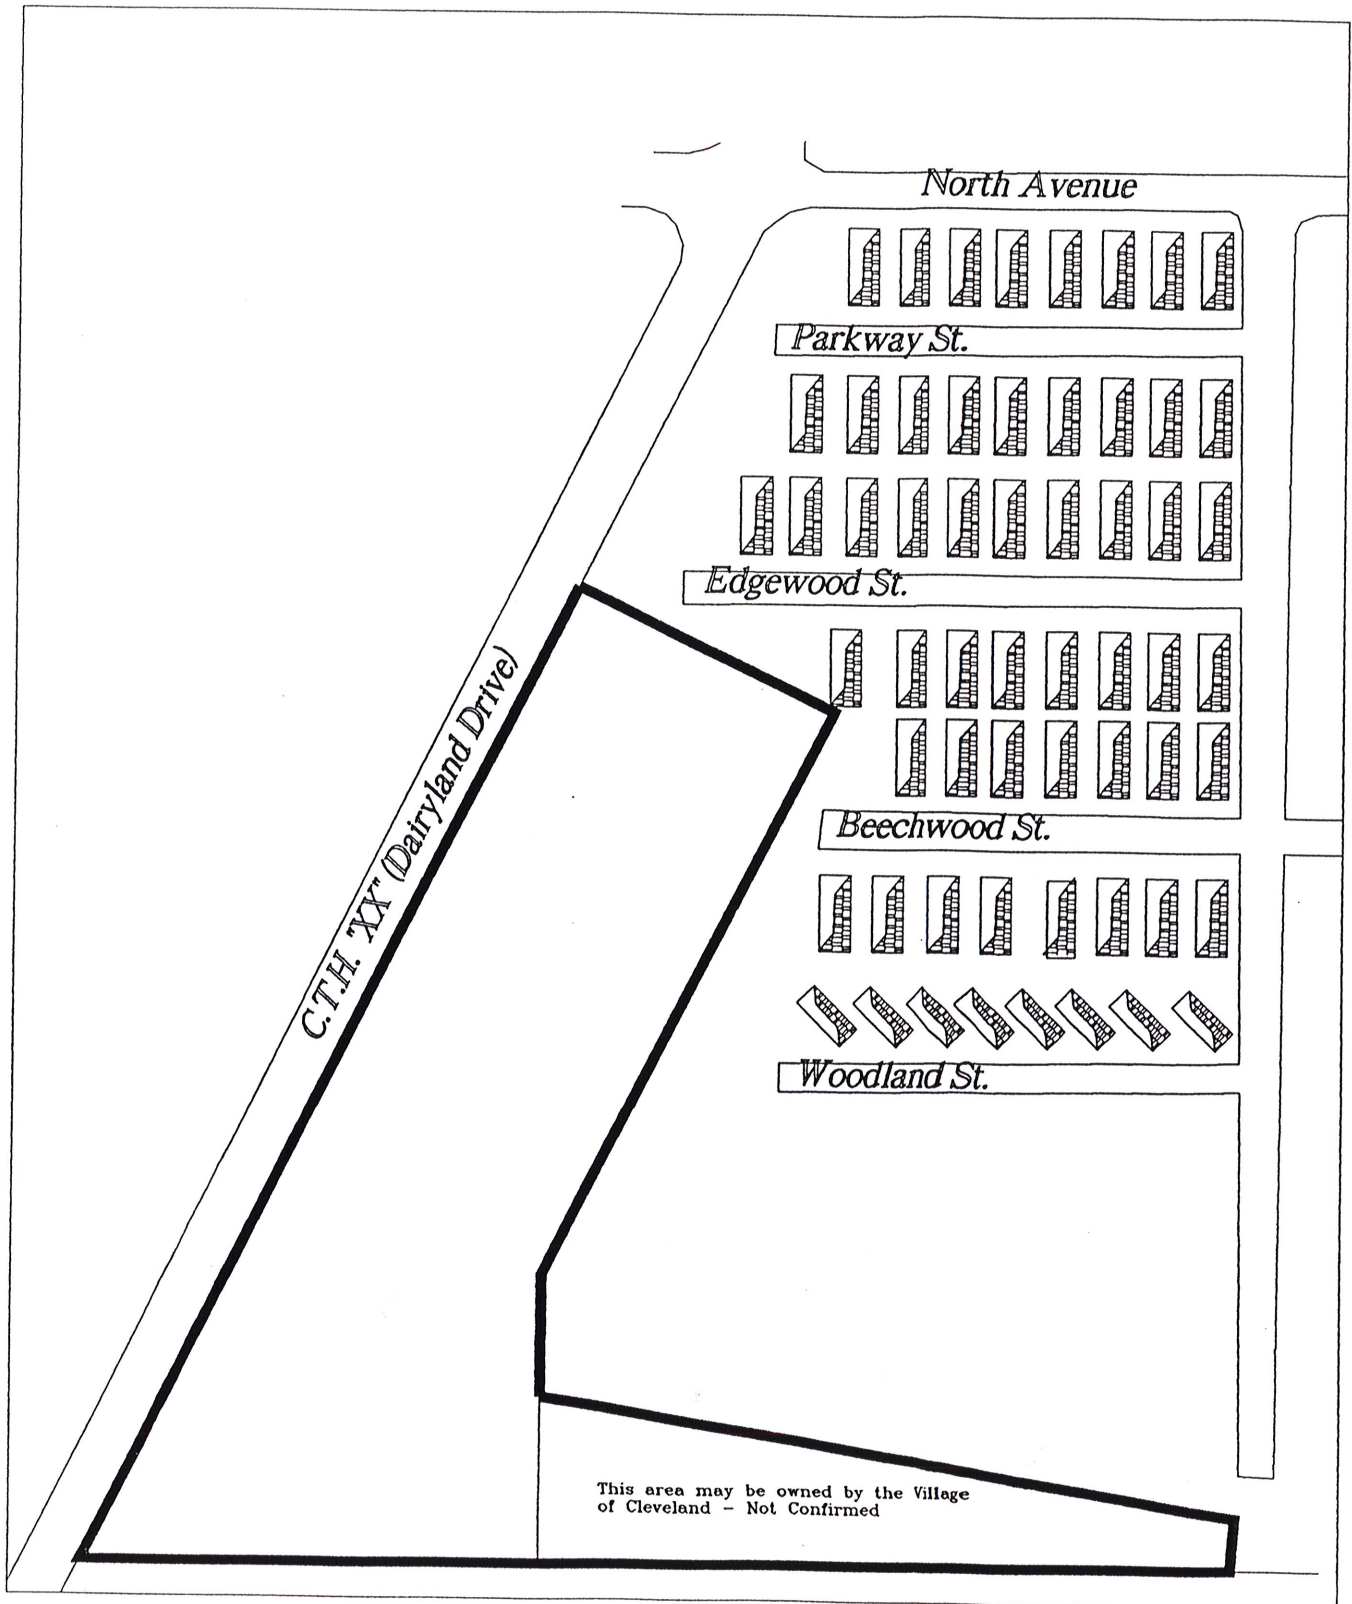 North Avenue
Parkway St.
Edgewood St.
C.T.H. "XX" (Dairyland Drive)
Beechwood St.
Woodland St.
This area may be owned by the Village
of Cleveland - Not Confirmed